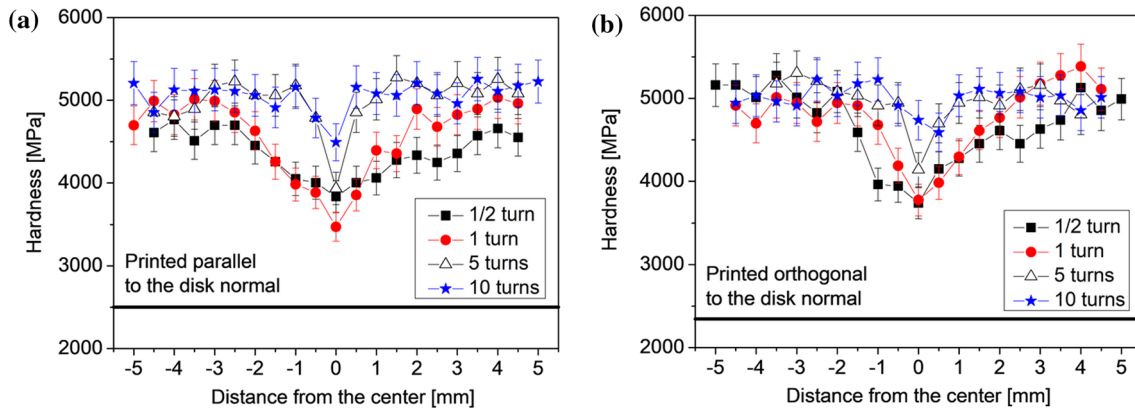 (a)
Hardness [MPa]
6000
5000
4000
3000
2000
1/2 turn
1 turn
5 turns
10 turns
Printed parallel
to the disk normal
-5 -4 -3 -2 -1 0 1 2 3 4 5
Distance from the center [mm]
(b)
Hardness [MPa]
6000
5000
4000
3000
2000
1/2 turn
1 turn
5 turns
10 turns
Printed orthogonal
to the disk normal
-5 -4 -3 -2 -1 0 1 2 3 4 5
Distance from the center [mm]